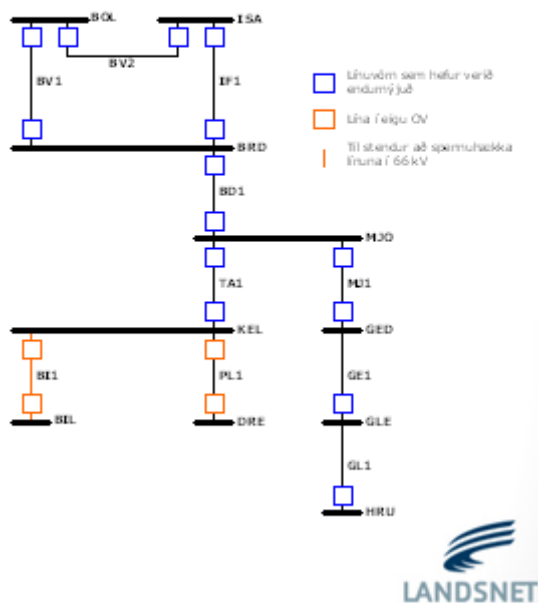 BOL
ISA
BV2
BV1
IF1
Línuvörn sem hefur verið
endurnýjuð
Lína í eigu OV
Til stendur að spennuhækka
línuna í 66 kV
BRD
BD1
MJO
TA1
MJ1
KEL
GED
BI1
PL1
GE1
BIL
DRE
GLE
GL1
HRU
LANDSNET